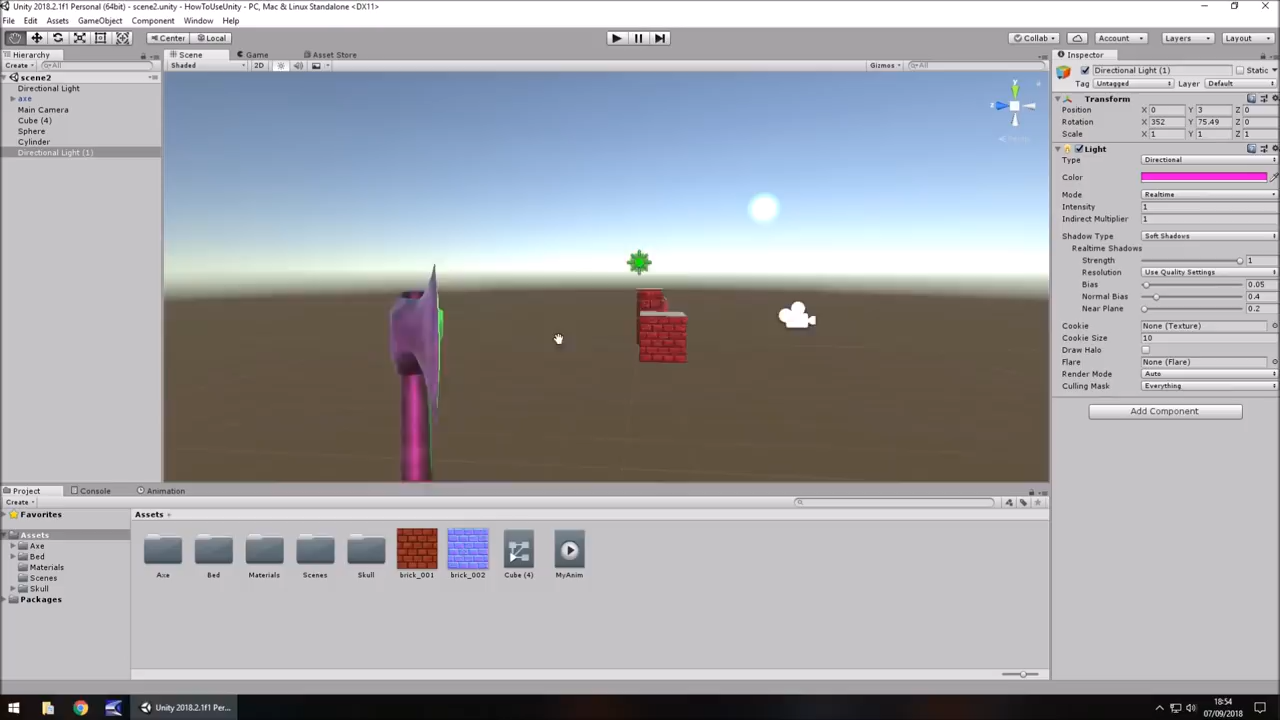 Unity 2018.2.1f1 Personal (64bit) - scene2.unity - HowToUseUnity - PC, Mac & Linux Standalone <DX11>
File Edit Assets GameObject Component Window Help
Center Local Collab Account Layers Layout
Hierarchy
Create All
scene2
Directional Light
axe
Main Camera
Cube (4)
Sphere
Cylinder
Directional Light (1)
Scene Game Asset Store
Shaded 2D Gizmos All
y
z
Inspector
Directional Light (1) Static
Tag Untagged Layer Default
Transform
Position X 0 Y 3 Z 0
Rotation X 352 Y 75.49 Z 0
Scale X 1 Y 1 Z 1
Light
Type Directional
Color
Mode Realtime
Intensity 1
Indirect Multiplier 1
Shadow Type Soft Shadows
Realtime Shadows
Strength 1
Resolution Use Quality Settings
Bias 0.05
Normal Bias 0.4
Near Plane 0.2
Cookie None (Texture)
Cookie Size 10
Draw Halo
Flare None (Flare)
Render Mode Auto
Culling Mask Everything
Add Component
Project Console Animation
Create
Favorites
Assets
Axe
Bed
Materials
Scenes
Skull
Packages
Assets
Axe Bed Materials Scenes Skull brick_001 brick_002 Cube (4) MyAnim
Unity 2018.2.1f1 Per...
18:54
07/09/2018